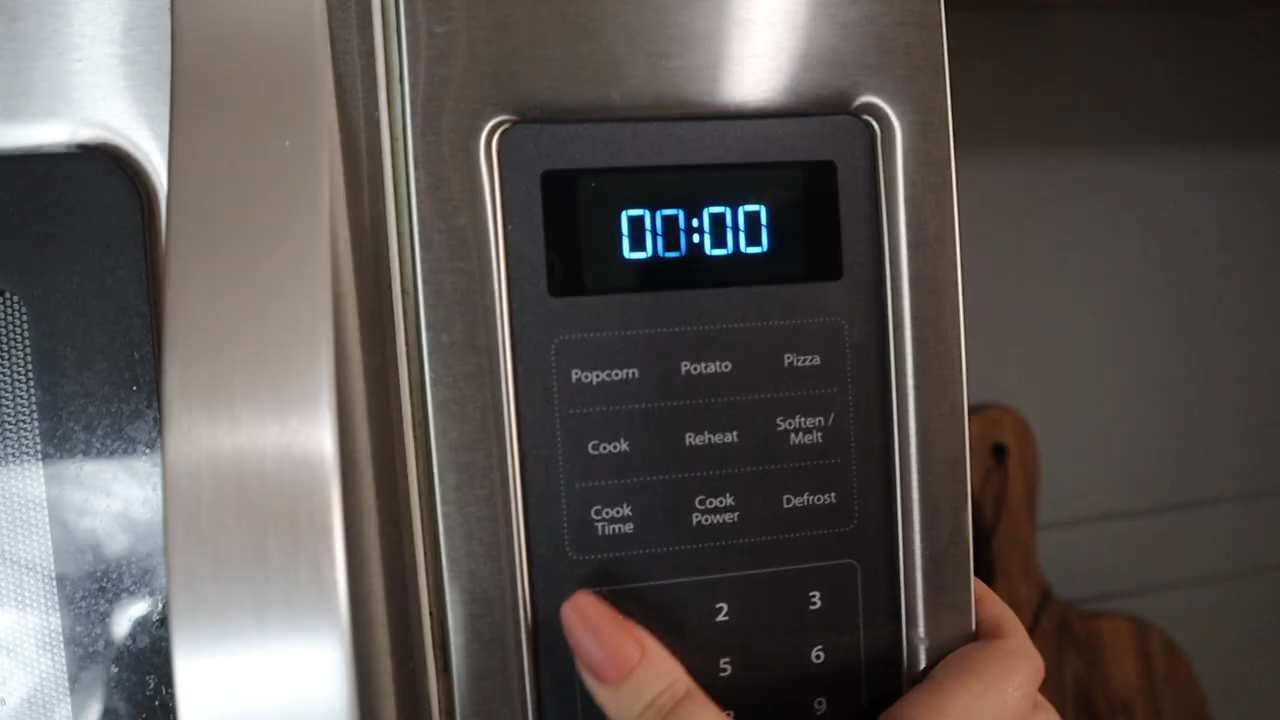 00:00
Popcorn Potato Pizza
Cook Reheat Soften /
Melt
Cook
Time
Cook
Power
Defrost
2 3
5 6
9